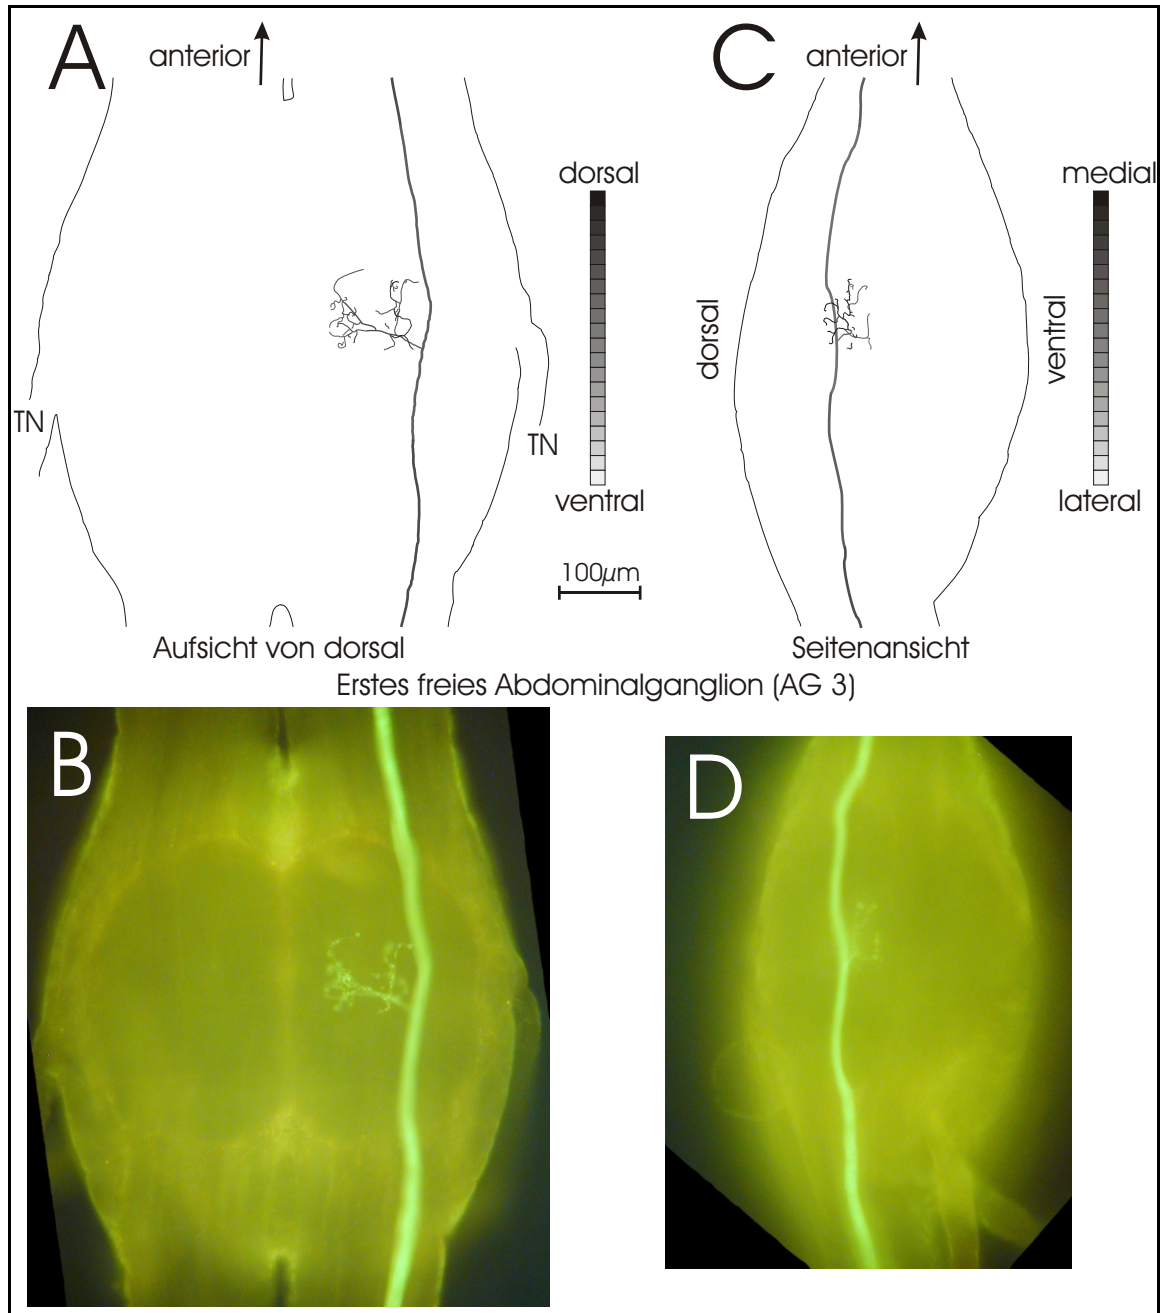 A
anterior
C
anterior
dorsal
medial
dorsal
ventral
TN
TN
ventral
lateral
100µm
Aufsicht von dorsal
Seitenansicht
Erstes freies Abdominalganglion (AG 3)
B
D